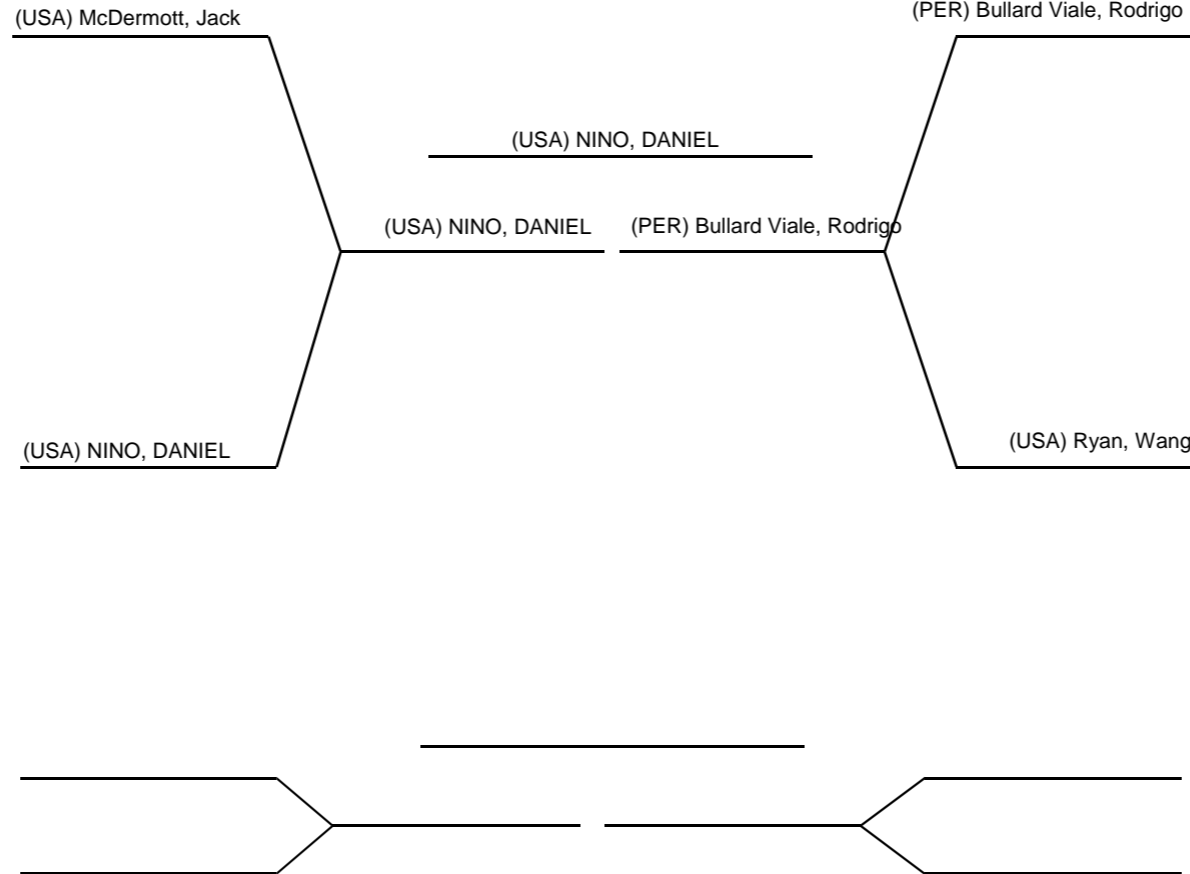 (USA) McDermott, Jack
(PER) Bullard Viale, Rodrigo
(USA) NINO, DANIEL
(USA) NINO, DANIEL
(PER) Bullard Viale, Rodrigo
(USA) NINO, DANIEL
(USA) Ryan, Wang